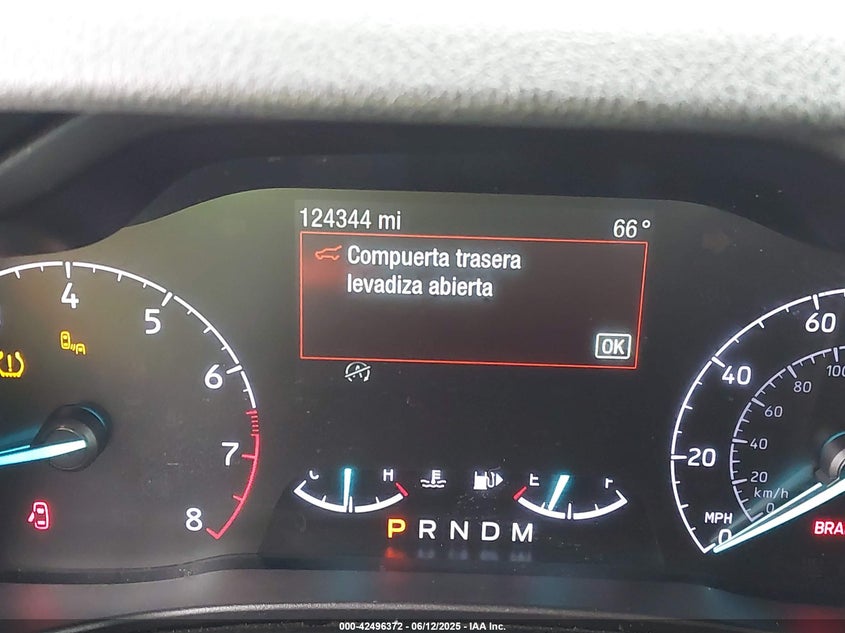 124344 mi
66°
Compuerta trasera
levadiza abierta
OK
4
5
6
7
8
H
E
P R N D M
20
40
60
MPH
0
km/h
0
20
40
60
80
100
000-42496372 - 06/12/2025 - IAA Inc.